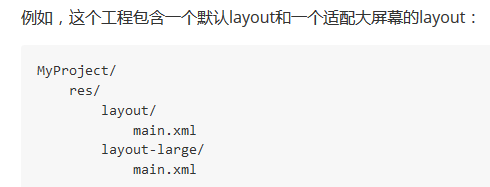 例如，这个工程包含一个默认layout和一个适配大屏幕的layout：
MyProject/
    res/
        layout/
            main.xml
        layout-large/
            main.xml